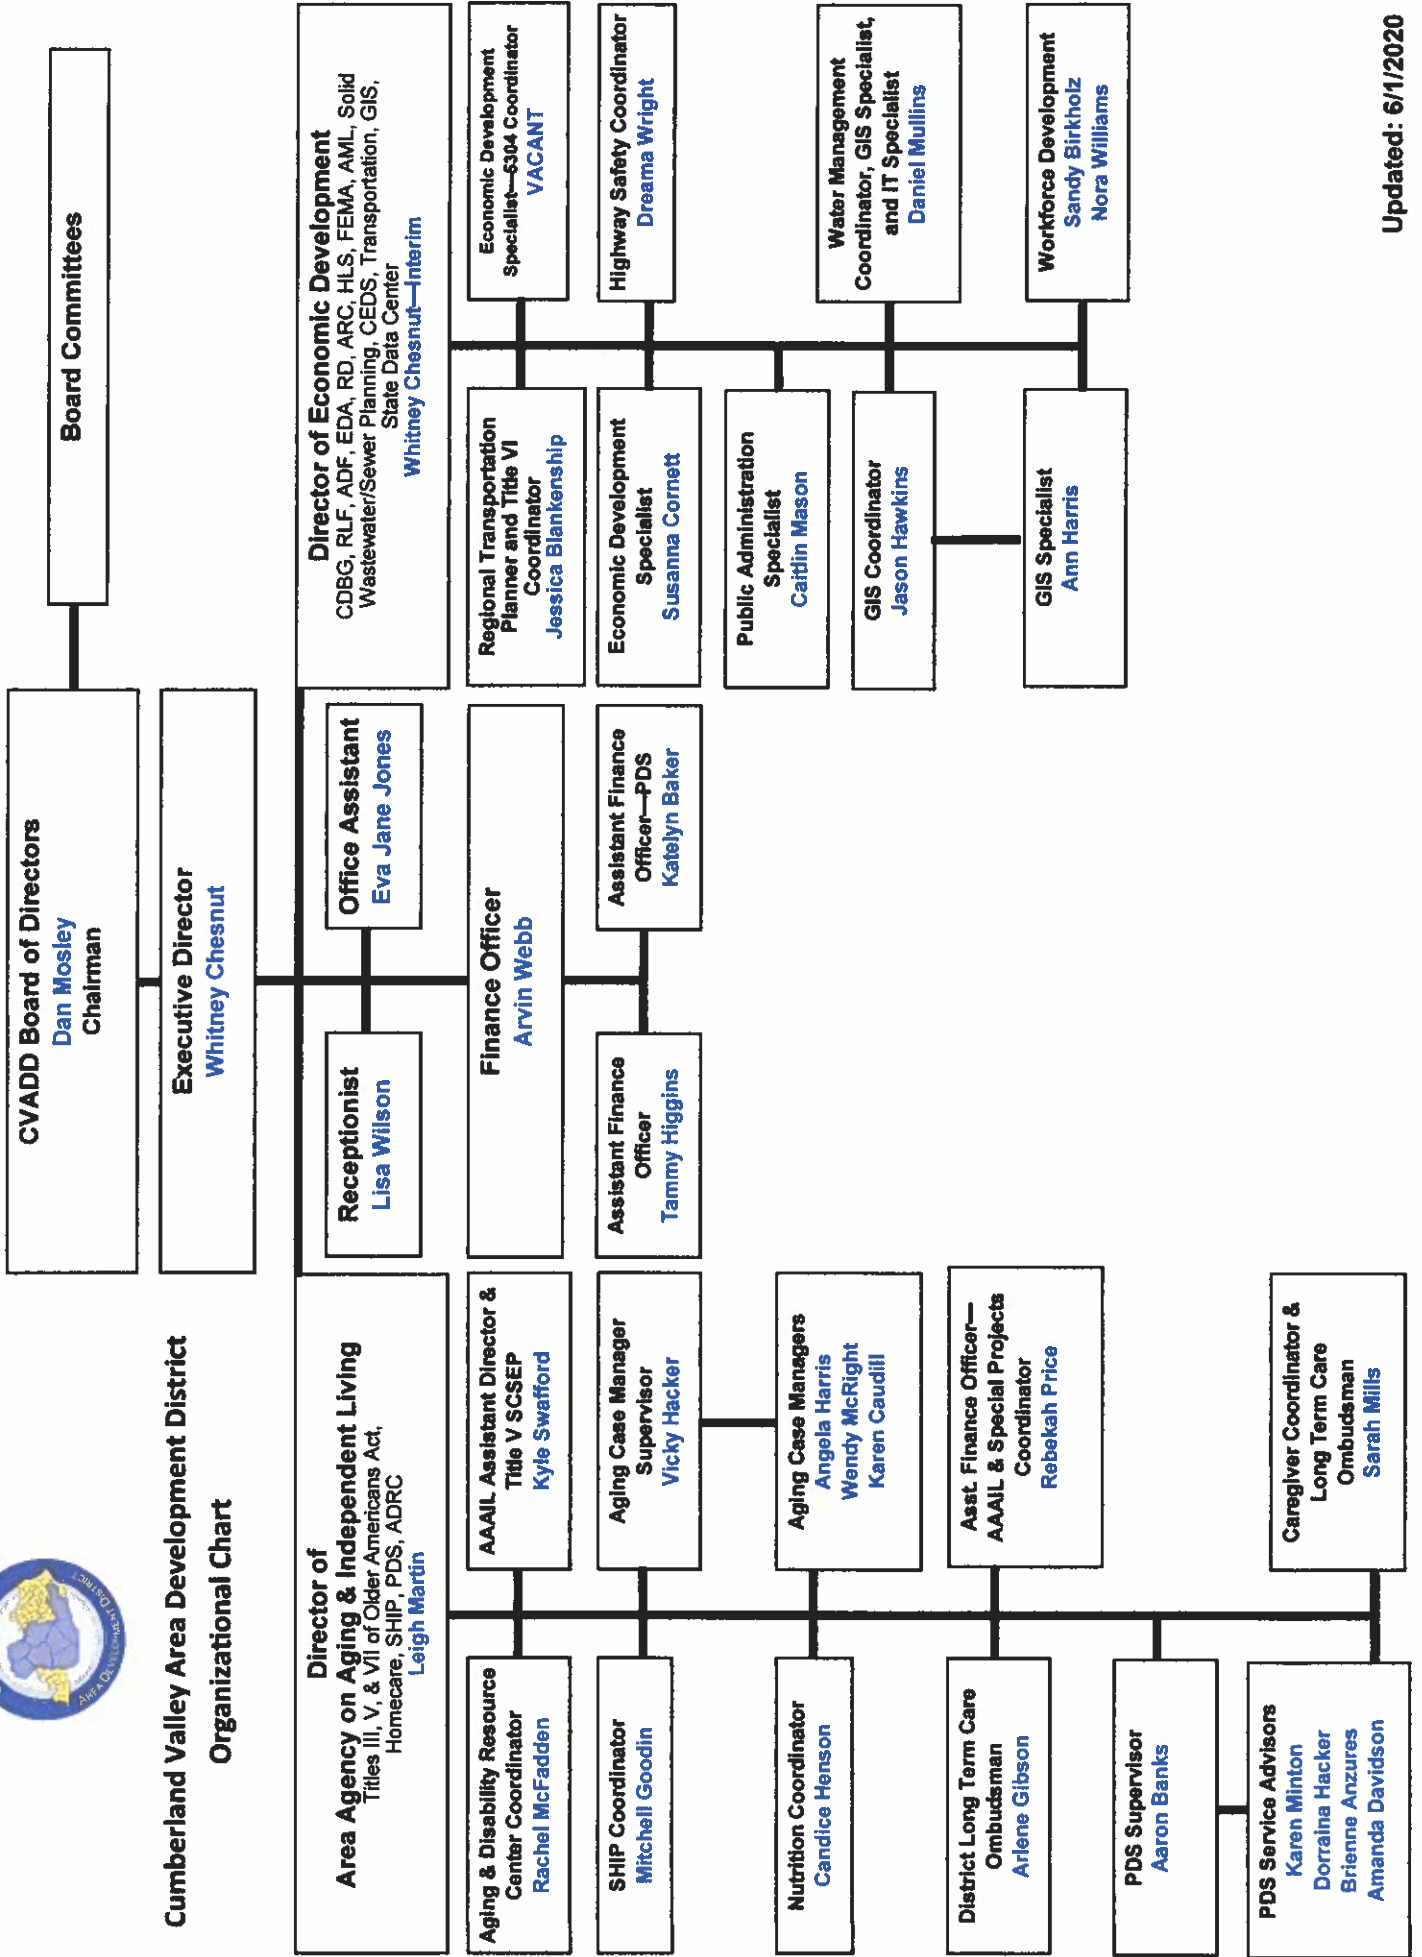 AREA DEVELOPMENT DISTRICT
Cumberland Valley Area Development District
Organizational Chart
CVADD Board of Directors
Dan Mosley
Chairman
Board Committees
Executive Director
Whitney Chesnut
Director of
Area Agency on Aging & Independent Living
Titles III, V, & VII of Older Americans Act,
Homecare, SHIP, PDS, ADRC
Leigh Martin
Receptionist
Lisa Wilson
Office Assistant
Eva Jane Jones
Director of Economic Development
CDBG, RLF, ADF, EDA, RD, ARC, HLS, FEMA, AML, Solid
Wastewater/Sewer Planning, CEDS, Transportation, GIS,
State Data Center
Whitney Chesnut—Interim
Aging & Disability Resource
Center Coordinator
Rachel McFadden
AAAIL Assistant Director &
Title V SCSEP
Kyle Swafford
Finance Officer
Arvin Webb
Regional Transportation
Planner and Title VI
Coordinator
Jessica Blankenship
Economic Development
Specialist—5304 Coordinator
VACANT
SHIP Coordinator
Mitchell Goodin
Aging Case Manager
Supervisor
Vicky Hacker
Assistant Finance
Officer
Tammy Higgins
Assistant Finance
Officer—PDS
Katelyn Baker
Economic Development
Specialist
Susanna Cornett
Highway Safety Coordinator
Dreama Wright
Public Administration
Specialist
Caitlin Mason
Nutrition Coordinator
Candice Henson
Aging Case Managers
Angela Harris
Wendy McRight
Karen Caudill
GIS Coordinator
Jason Hawkins
Water Management
Coordinator, GIS Specialist,
and IT Specialist
Daniel Mullins
District Long Term Care
Ombudsman
Arlene Gibson
Asst. Finance Officer—
AAAIL & Special Projects
Coordinator
Rebekah Price
GIS Specialist
Ann Harris
Workforce Development
Sandy Birkholz
Nora Williams
PDS Supervisor
Aaron Banks
PDS Service Advisors
Karen Minton
Dorraina Hacker
Brienne Anzures
Amanda Davidson
Caregiver Coordinator &
Long Term Care
Ombudsman
Sarah Mills
Updated: 6/1/2020